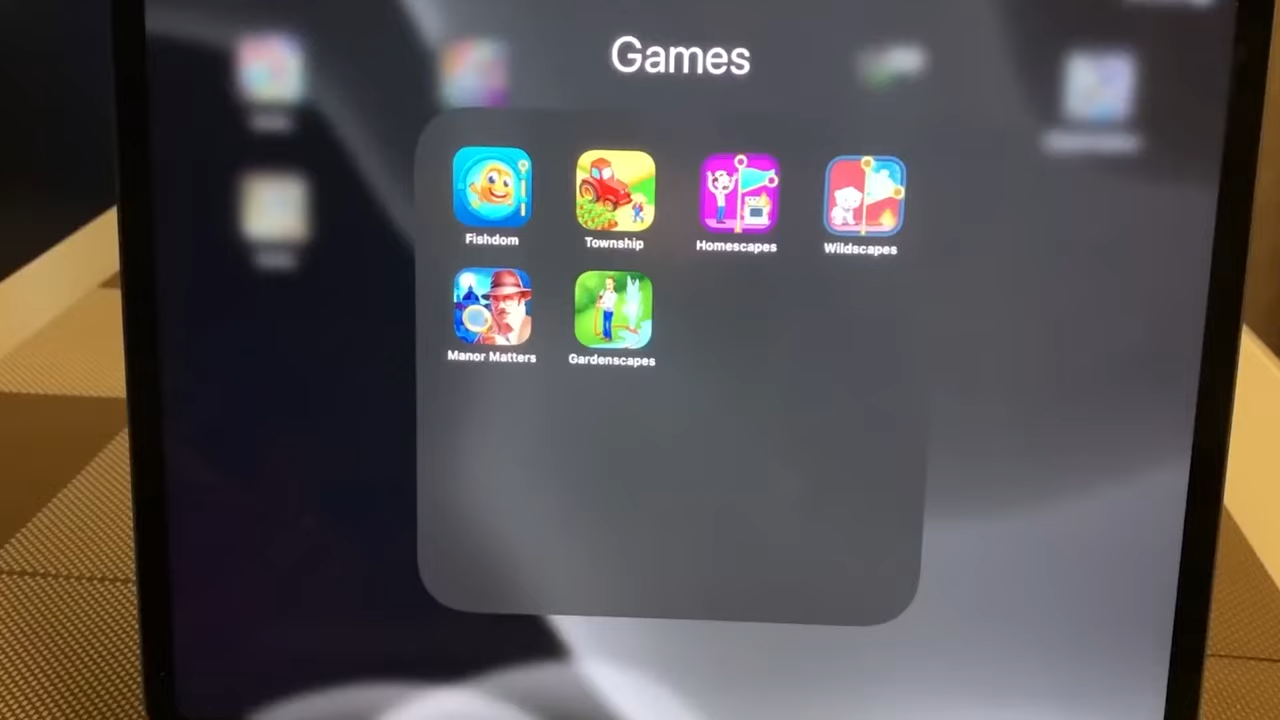 Games
Fishdom
Township
Homescapes
Wildscapes
Manor Matters
Gardenscapes